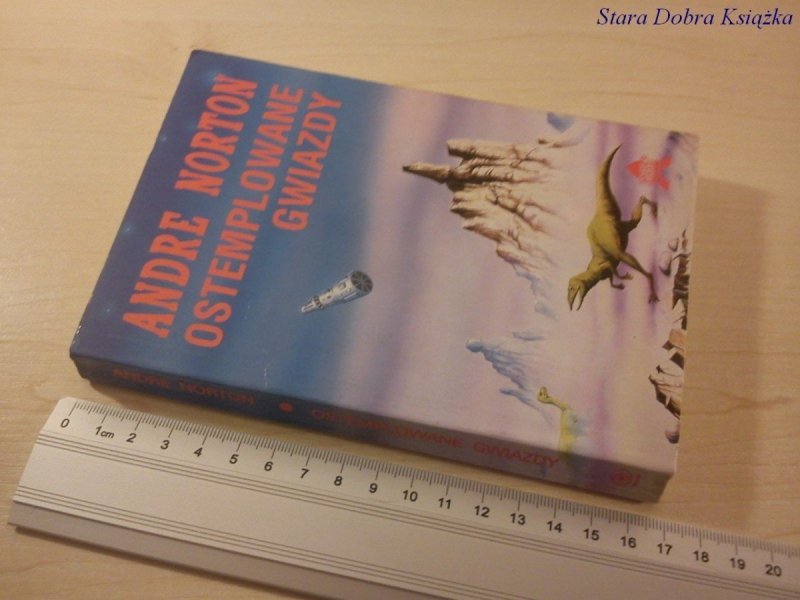 Stara Dobra Książka
ANDRE NORTON
OSTEMPLOWANE
GWIAZDY
ANDRE NORTON • OSTEMPLOWANE GWIAZDY
0 1cm 2 3 4 5 6 7 8 9 10 11 12 13 14 15 16 17 18 19 20